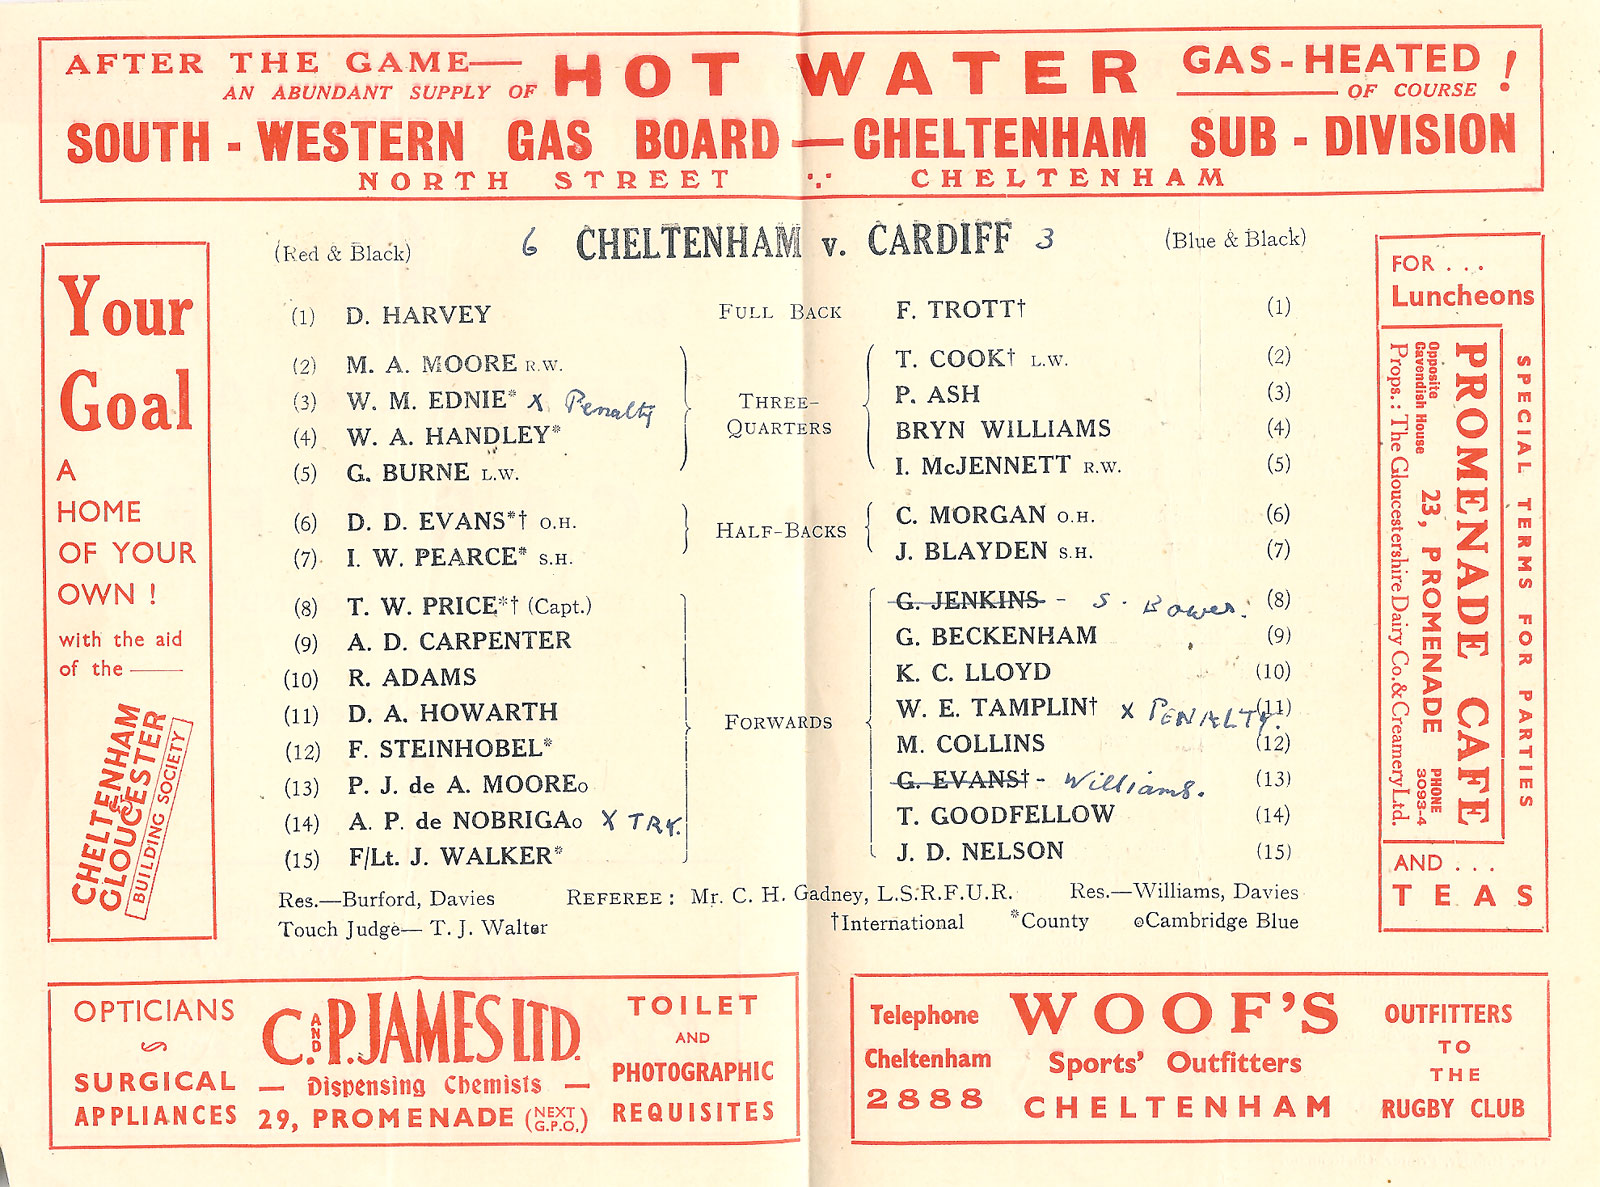 AFTER THE GAME—
AN ABUNDANT SUPPLY OF
HOT WATER
GAS-HEATED !
OF COURSE
SOUTH-WESTERN GAS BOARD—CHELTENHAM SUB-DIVISION
NORTH STREET ∵ CHELTENHAM
(Red & Black) 6 CHELTENHAM v. CARDIFF 3 (Blue & Black)
(1) D. HARVEY FULL BACK F. TROTT† (1)
(2) M. A. MOORE R.W. T. COOK† L.W. (2)
(3) W. M. EDNIE* X Penalty THREE- P. ASH (3)
(4) W. A. HANDLEY* QUARTERS BRYN WILLIAMS (4)
(5) G. BURNE L.W. I. McJENNETT R.W. (5)
(6) D. D. EVANS*† O.H. HALF-BACKS C. MORGAN O.H. (6)
(7) I. W. PEARCE* S.H. J. BLAYDEN S.H. (7)
(8) T. W. PRICE*† (Capt.) G. JENKINS - S. Bowes. (8)
(9) A. D. CARPENTER G. BECKENHAM (9)
(10) R. ADAMS K. C. LLOYD (10)
(11) D. A. HOWARTH FORWARDS W. E. TAMPLIN† X PENALTY. (11)
(12) F. STEINHOBEL* M. COLLINS (12)
(13) P. J. de A. MOOREo G. EVANS† - Williams. (13)
(14) A. P. de NOBRIGAo X TRY. T. GOODFELLOW (14)
(15) F/Lt. J. WALKER* J. D. NELSON (15)
Res.—Burford, Davies REFEREE : Mr. C. H. Gadney, L.S.R.F.U.R. Res.—Williams, Davies
Touch Judge— T. J. Walter †International *County oCambridge Blue
Your
Goal
A
HOME
OF YOUR
OWN !
with the aid
of the —
CHELTENHAM
&
GLOUCESTER
BUILDING SOCIETY
FOR . . .
Luncheons
SPECIAL TERMS FOR PARTIES
PROMENADE CAFE
Opposite
Cavendish House
23, PROMENADE
PHONE
3093-4
Props.: The Gloucestershire Dairy Co. & Creamery Ltd.
AND . . .
TEAS
OPTICIANS
SURGICAL
APPLIANCES
C. AND P. JAMES LTD.
— Dispensing Chemists —
29, PROMENADE (NEXT G.P.O.)
TOILET
AND
PHOTOGRAPHIC
REQUISITES
Telephone
Cheltenham
2888
WOOF'S
Sports' Outfitters
CHELTENHAM
OUTFITTERS
TO
THE
RUGBY CLUB